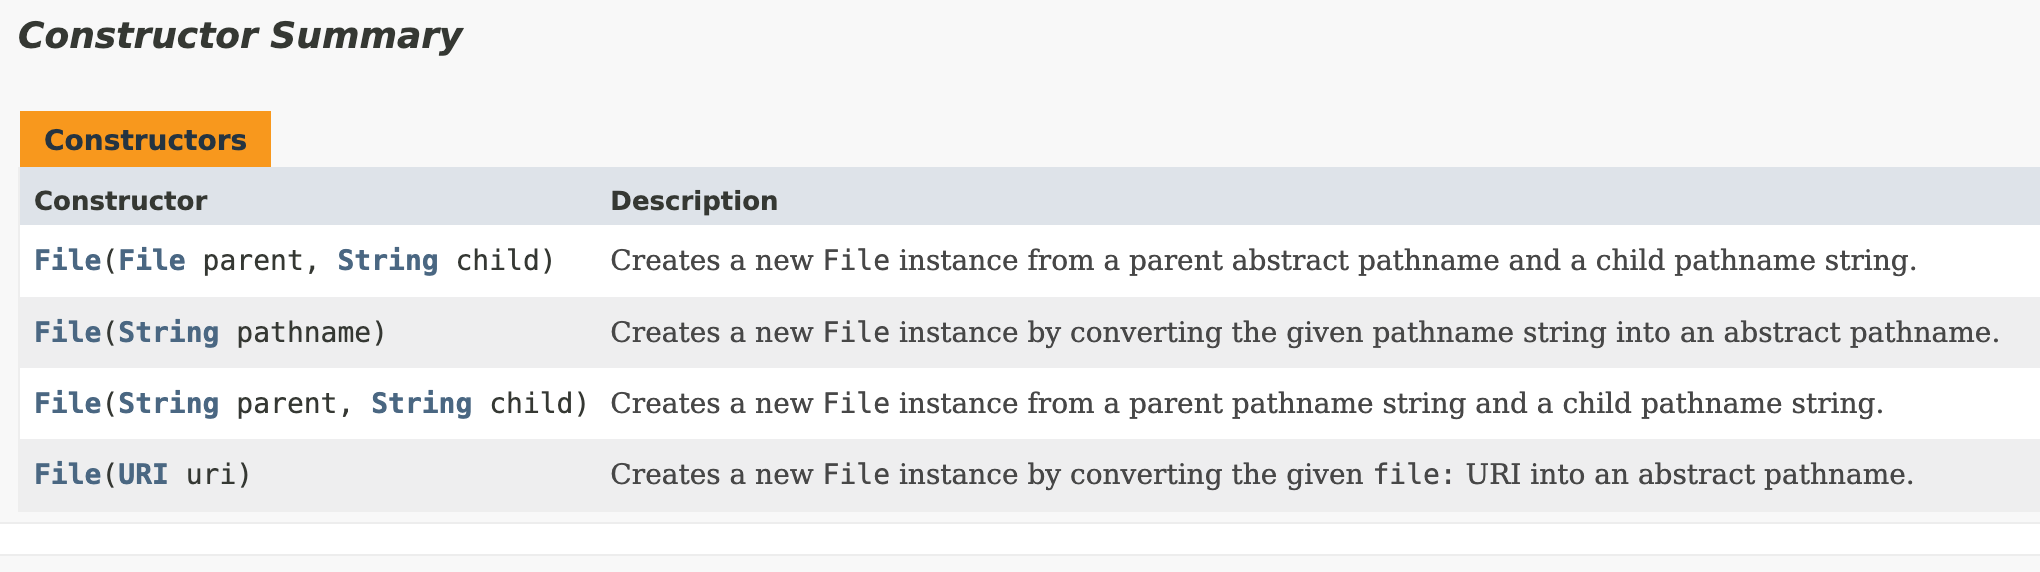 Constructor Summary
Constructors
Constructor Description
File(File parent, String child) Creates a new File instance from a parent abstract pathname and a child pathname string.
File(String pathname) Creates a new File instance by converting the given pathname string into an abstract pathname.
File(String parent, String child) Creates a new File instance from a parent pathname string and a child pathname string.
File(URI uri) Creates a new File instance by converting the given file: URI into an abstract pathname.